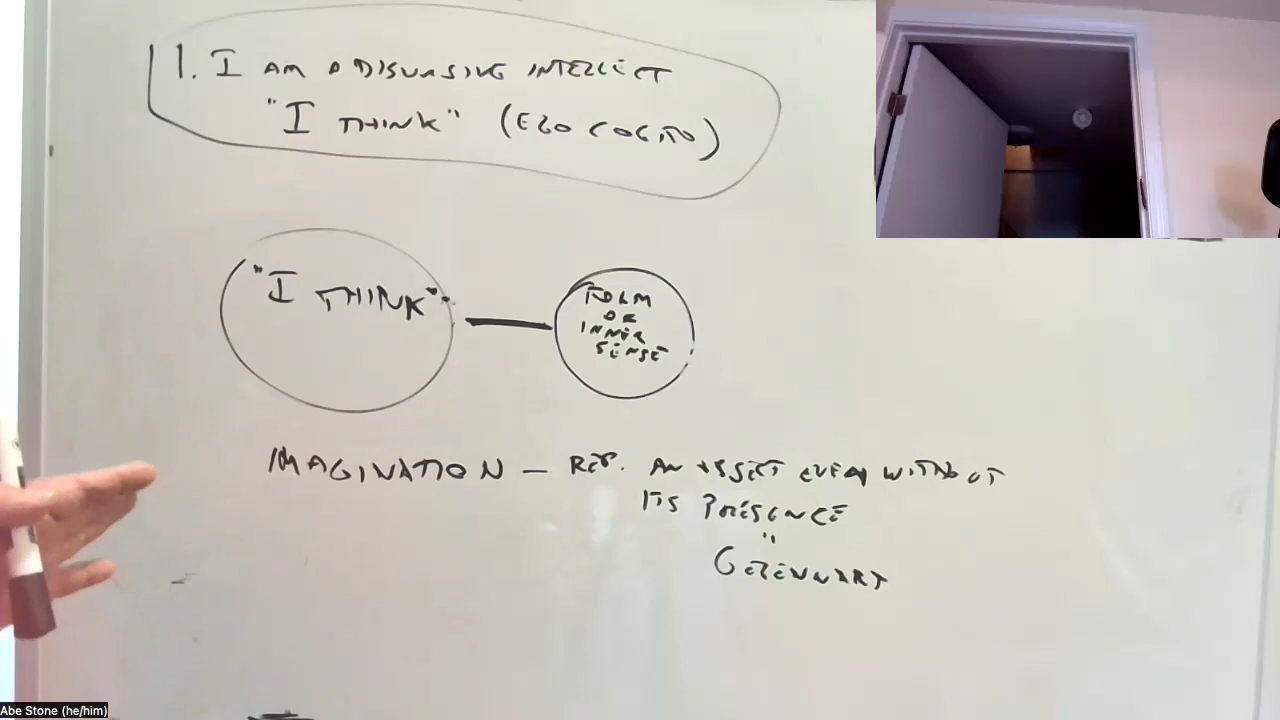 1. I AM A DISURSIVE INTELLECT
"I THINK" (EGO COGITO)
"I THINK"
FORM
OF
INNER
SENSE
IMAGINATION — REP. AN OBJECT EVEN WITHOUT
ITS PRESENCE
"
GEGENWART
Abe Stone (he/him)